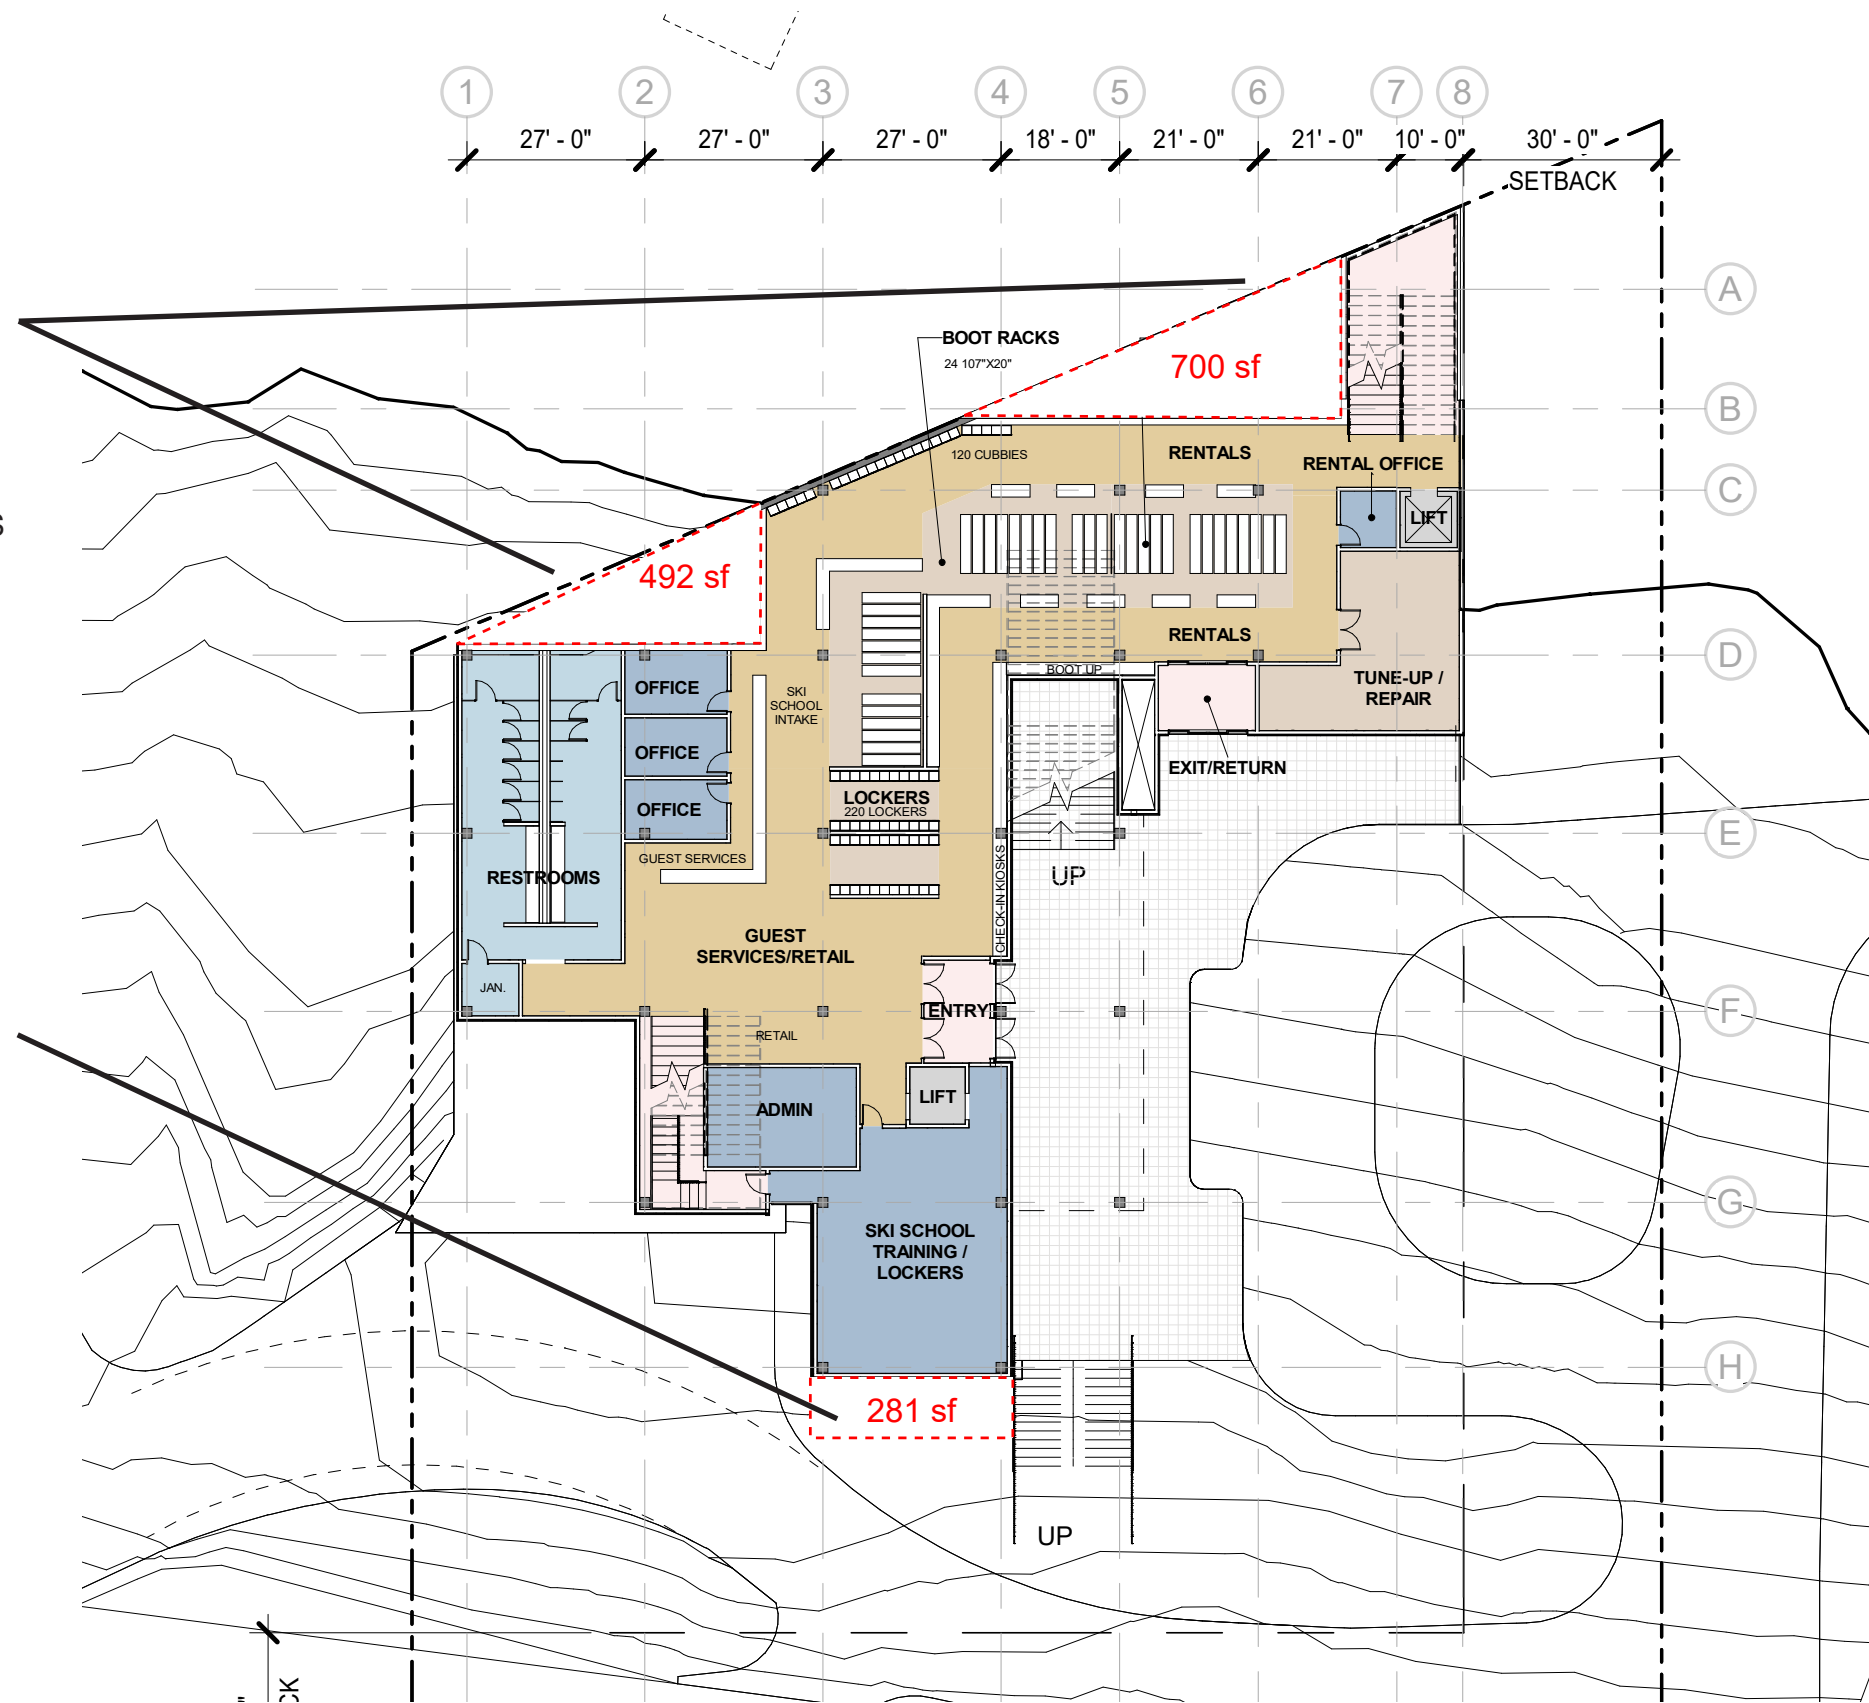 1 2 3 4 5 6 7 8
27' - 0" 27' - 0" 27' - 0" 18' - 0" 21' - 0" 21' - 0" 10' - 0" 30' - 0"
SETBACK
A
BOOT RACKS
24 107"X20"
700 sf
B
120 CUBBIES
RENTALS
RENTAL OFFICE
C
LIFT
S
492 sf
RENTALS
D
BOOT UP
OFFICE
SKI
SCHOOL
INTAKE
TUNE-UP /
REPAIR
OFFICE
EXIT/RETURN
LOCKERS
220 LOCKERS
OFFICE
E
GUEST SERVICES
RESTROOMS
UP
CHECK-IN KIOSKS
GUEST
SERVICES/RETAIL
JAN.
ENTRY
F
RETAIL
LIFT
ADMIN
G
SKI SCHOOL
TRAINING /
LOCKERS
H
281 sf
UP